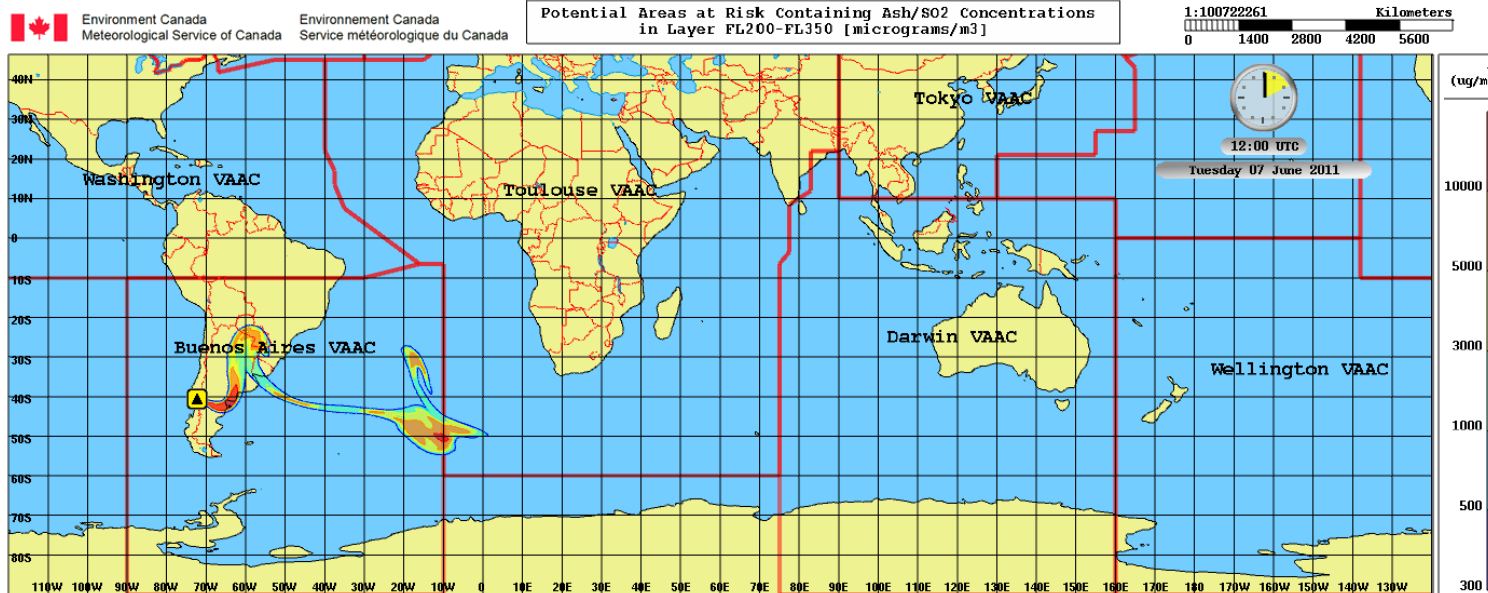 Environment Canada
Meteorological Service of Canada
Environnement Canada
Service météorologique du Canada
Potential Areas at Risk Containing Ash/SO2 Concentrations
in Layer FL200-FL350 [micrograms/m3]
1:100722261 Kilometers
0 1400 2800 4200 5600
(ug/m
12:00 UTC
Tuesday 07 June 2011
Tokyo VAAC
Washington VAAC
Toulouse VAAC
Buenos Aires VAAC
Darwin VAAC
Wellington VAAC
40N
30N
20N
10N
0
10S
20S
30S
40S
50S
60S
70S
80S
110W 100W 90W 80W 70W 60W 50W 40W 30W 20W 10W 0 10E 20E 30E 40E 50E 60E 70E 80E 90E 100E 110E 120E 130E 140E 150E 160E 170E 180 170W 160W 150W 140W 130W
10000
5000
3000
1000
500
300